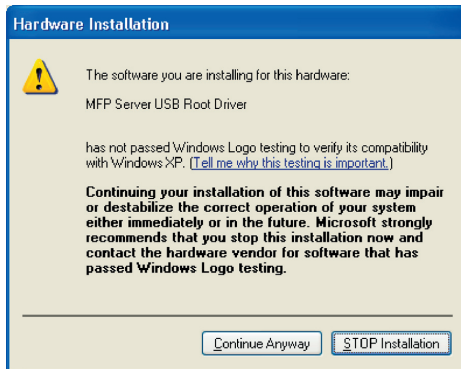 Hardware Installation
The software you are installing for this hardware:
MFP Server USB Root Driver
has not passed Windows Logo testing to verify its compatibility
with Windows XP. (Tell me why this testing is important.)
Continuing your installation of this software may impair
or destabilize the correct operation of your system
either immediately or in the future. Microsoft strongly
recommends that you stop this installation now and
contact the hardware vendor for software that has
passed Windows Logo testing.
Continue Anyway
STOP Installation